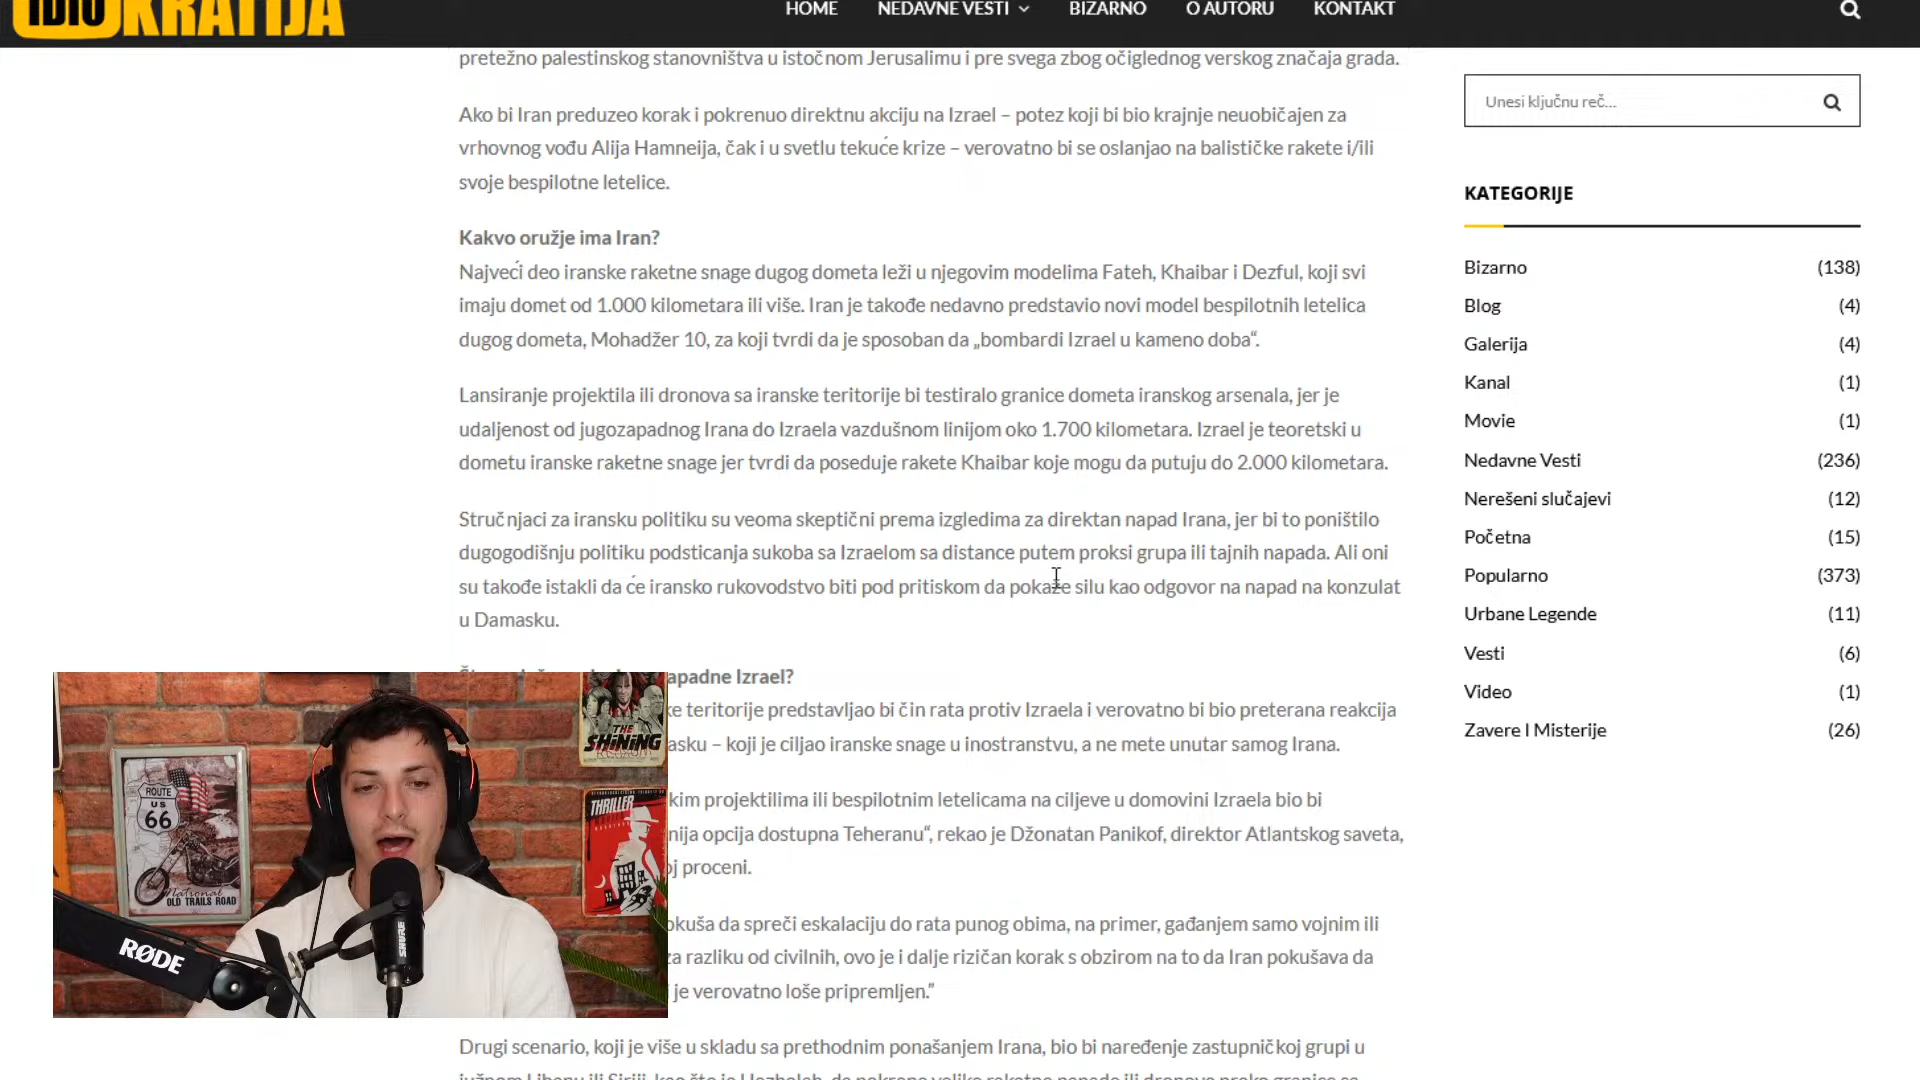 IDIO KRATIJA
HOME NEDAVNE VESTI BIZARNO O AUTORU KONTAKT
pretežno palestinskog stanovništva u istočnom Jerusalimu i pre svega zbog očiglednog verskog značaja grada.
Ako bi Iran preduzeo korak i pokrenuo direktnu akciju na Izrael – potez koji bi bio krajnje neuobičajen za
vrhovnog vođu Alija Hamneija, čak i u svetlu tekuće krize – verovatno bi se oslanjao na balističke rakete i/ili
svoje bespilotne letelice.
Kakvo oružje ima Iran?
Najveći deo iranske raketne snage dugog dometa leži u njegovim modelima Fateh, Khaibar i Dezful, koji svi
imaju domet od 1.000 kilometara ili više. Iran je takođe nedavno predstavio novi model bespilotnih letelica
dugog dometa, Mohadžer 10, za koji tvrdi da je sposoban da „bombardi Izrael u kameno doba“.
Lansiranje projektila ili dronova sa iranske teritorije bi testiralo granice dometa iranskog arsenala, jer je
udaljenost od jugozapadnog Irana do Izraela vazdušnom linijom oko 1.700 kilometara. Izrael je teoretski u
dometu iranske raketne snage jer tvrdi da poseduje rakete Khaibar koje mogu da putuju do 2.000 kilometara.
Stručnjaci za iransku politiku su veoma skeptični prema izgledima za direktan napad Irana, jer bi to poništilo
dugogodišnju politiku podsticanja sukoba sa Izraelom sa distance putem proksi grupa ili tajnih napada. Ali oni
su takođe istakli da će iransko rukovodstvo biti pod pritiskom da pokaže silu kao odgovor na napad na konzulat
u Damasku.
apadne Izrael?
ke teritorije predstavljao bi čin rata protiv Izraela i verovatno bi bio preterana reakcija
asku – koji je ciljao iranske snage u inostranstvu, a ne mete unutar samog Irana.
kim projektilima ili bespilotnim letelicama na ciljeve u domovini Izraela bio bi
nija opcija dostupna Teheranu“, rekao je Džonatan Panikof, direktor Atlantskog saveta,
oj proceni.
okuša da spreči eskalaciju do rata punog obima, na primer, gađanjem samo vojnim ili
za razliku od civilnih, ovo je i dalje rizičan korak s obzirom na to da Iran pokušava da
i je verovatno loše pripremljen.”
Drugi scenario, koji je više u skladu sa prethodnim ponašanjem Irana, bio bi naređenje zastupničkoj grupi u
Unesi ključnu reč...
KATEGORIJE
Bizarno (138)
Blog (4)
Galerija (4)
Kanal (1)
Movie (1)
Nedavne Vesti (236)
Nerešeni slučajevi (12)
Početna (15)
Popularno (373)
Urbane Legende (11)
Vesti (6)
Video (1)
Zavere I Misterije (26)
THE
SHINING
THRILLER
ROUTE
US
66
National
OLD TRAILS ROAD
RØDE
SHURE